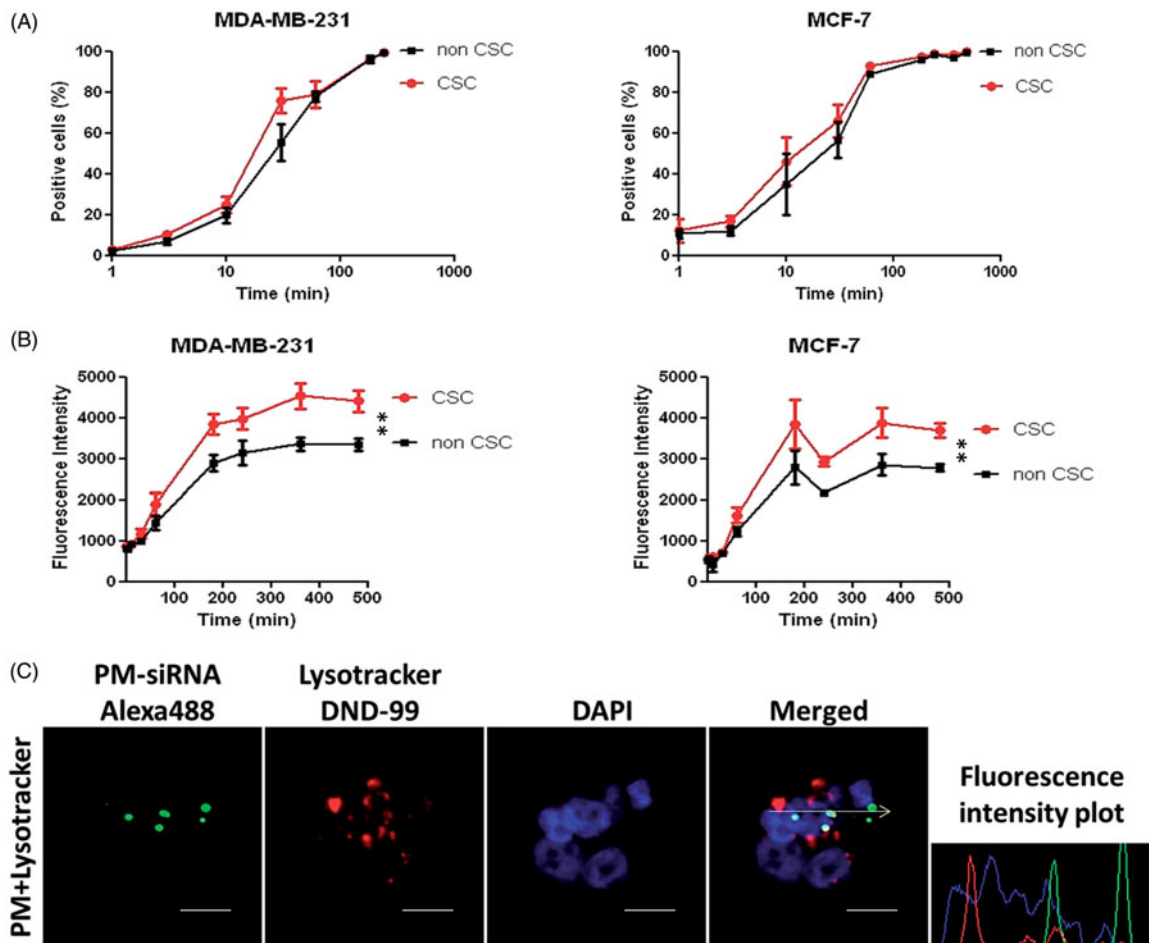 (A)
MDA-MB-231
MCF-7
Positive cells (%)
100
80
60
40
20
0
1
10
100
1000
Time (min)
non CSC
CSC
Positive cells (%)
100
80
60
40
20
0
1
10
100
1000
Time (min)
non CSC
CSC
(B)
MDA-MB-231
MCF-7
Fluorescence Intensity
5000
4000
3000
2000
1000
0
100
200
300
400
500
Time (min)
CSC
**
non CSC
Fluorescence Intensity
5000
4000
3000
2000
1000
0
100
200
300
400
500
Time (min)
CSC
**
non CSC
(C)
PM-siRNA
Alexa488
Lysotracker
DND-99
DAPI
Merged
PM+Lysotracker
Fluorescence
intensity plot